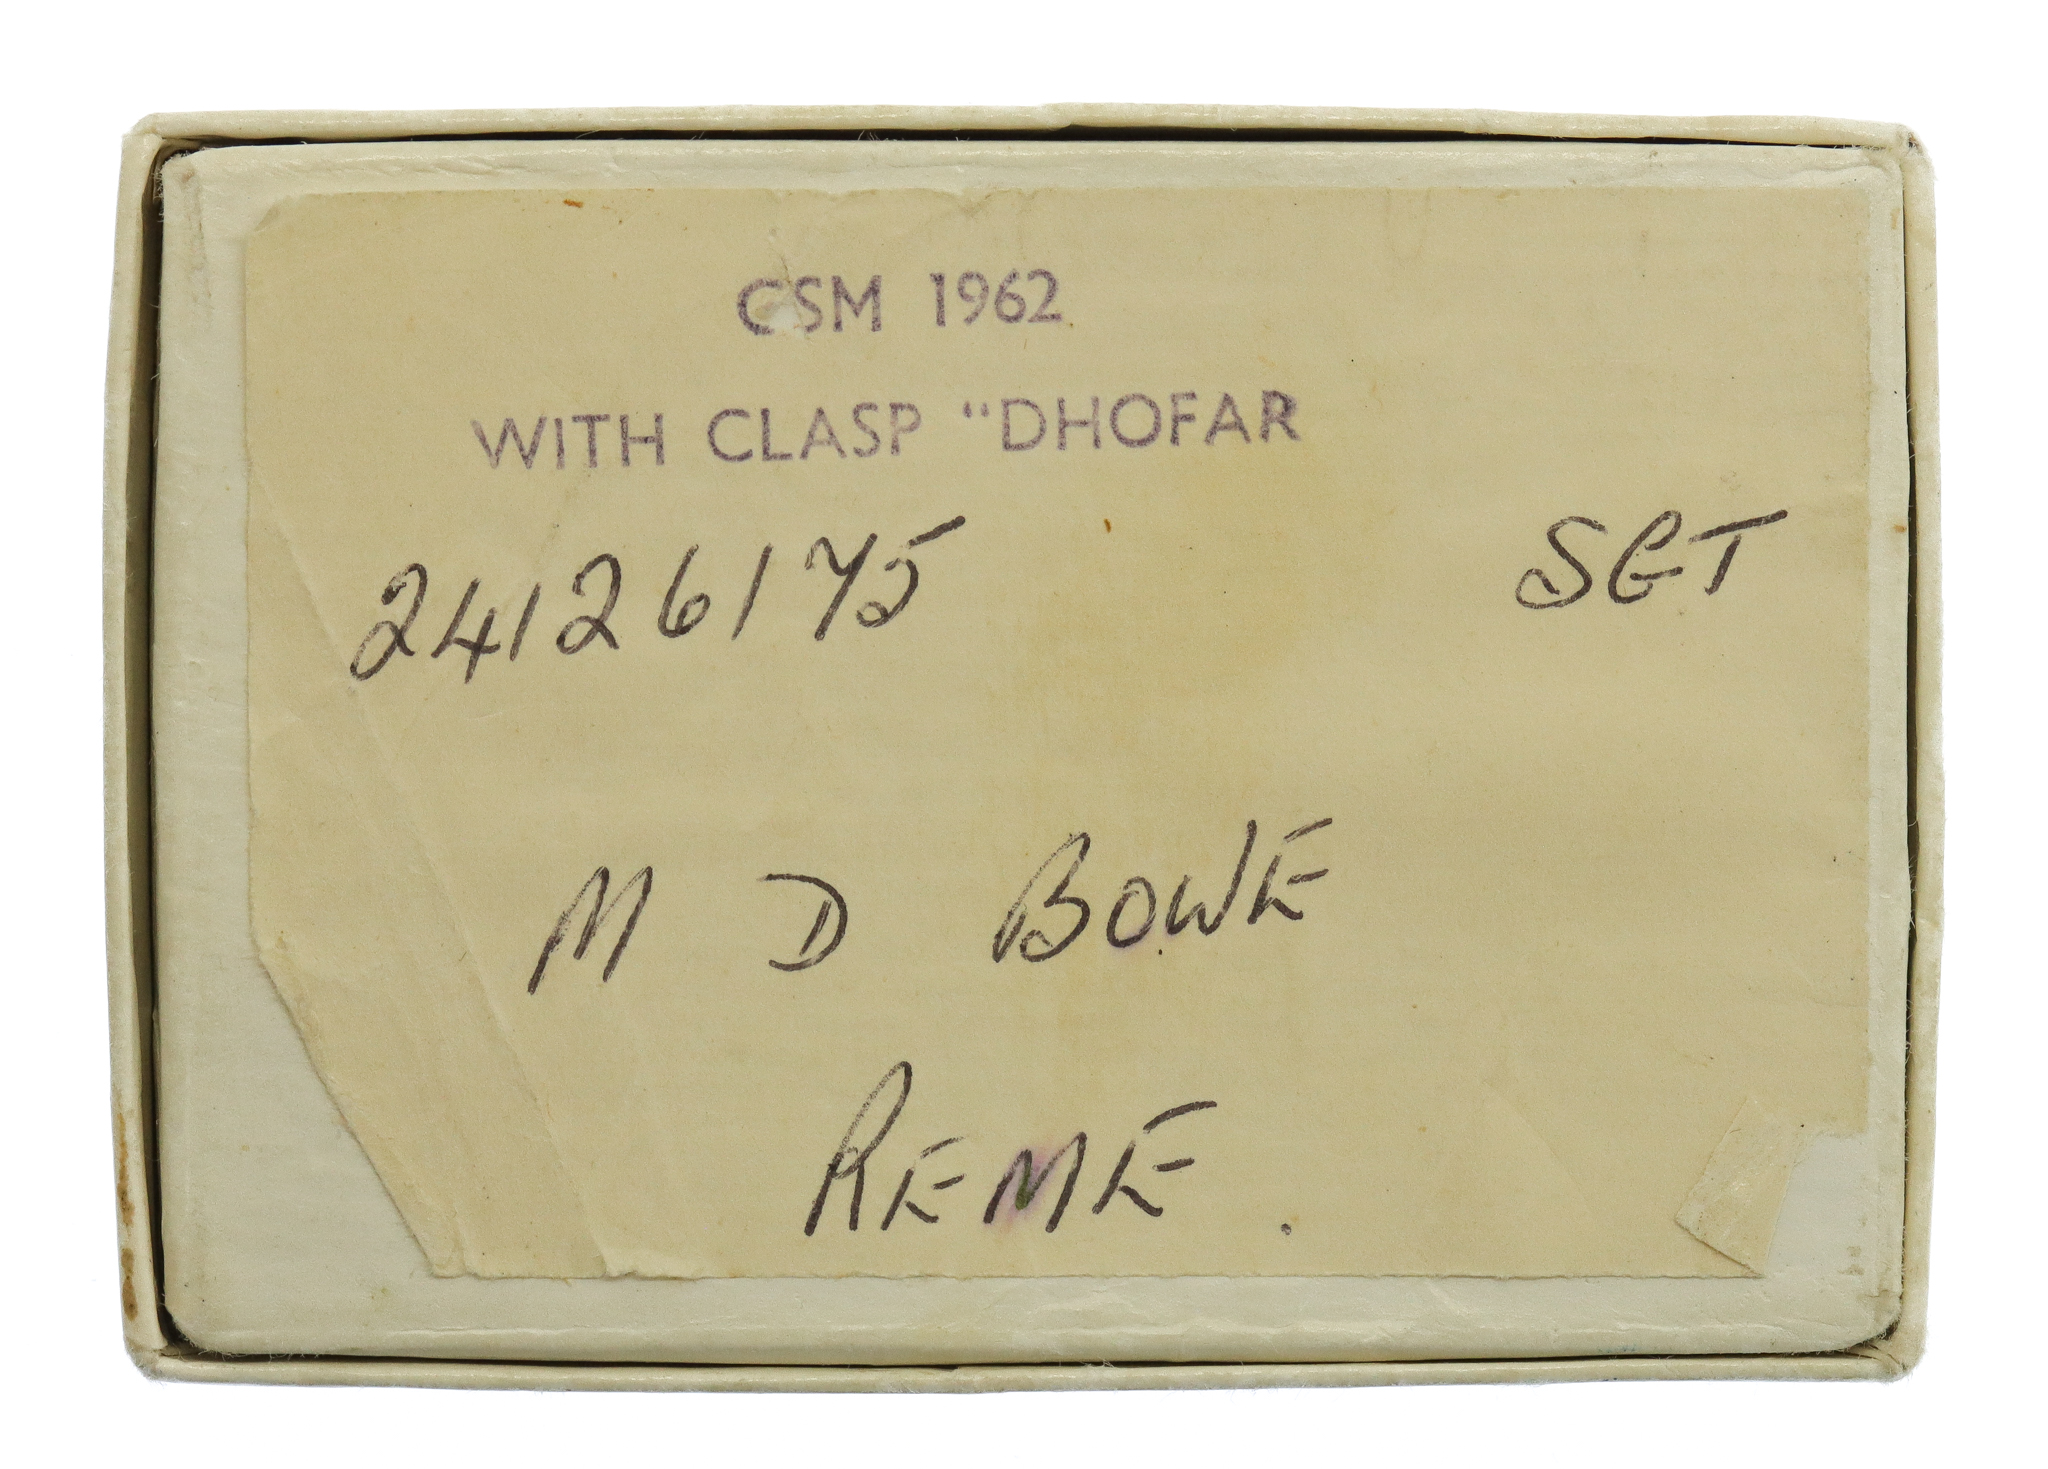 CSM 1962
WITH CLASP "DHOFAR
24126175 SGT
M D BOWE
REME.